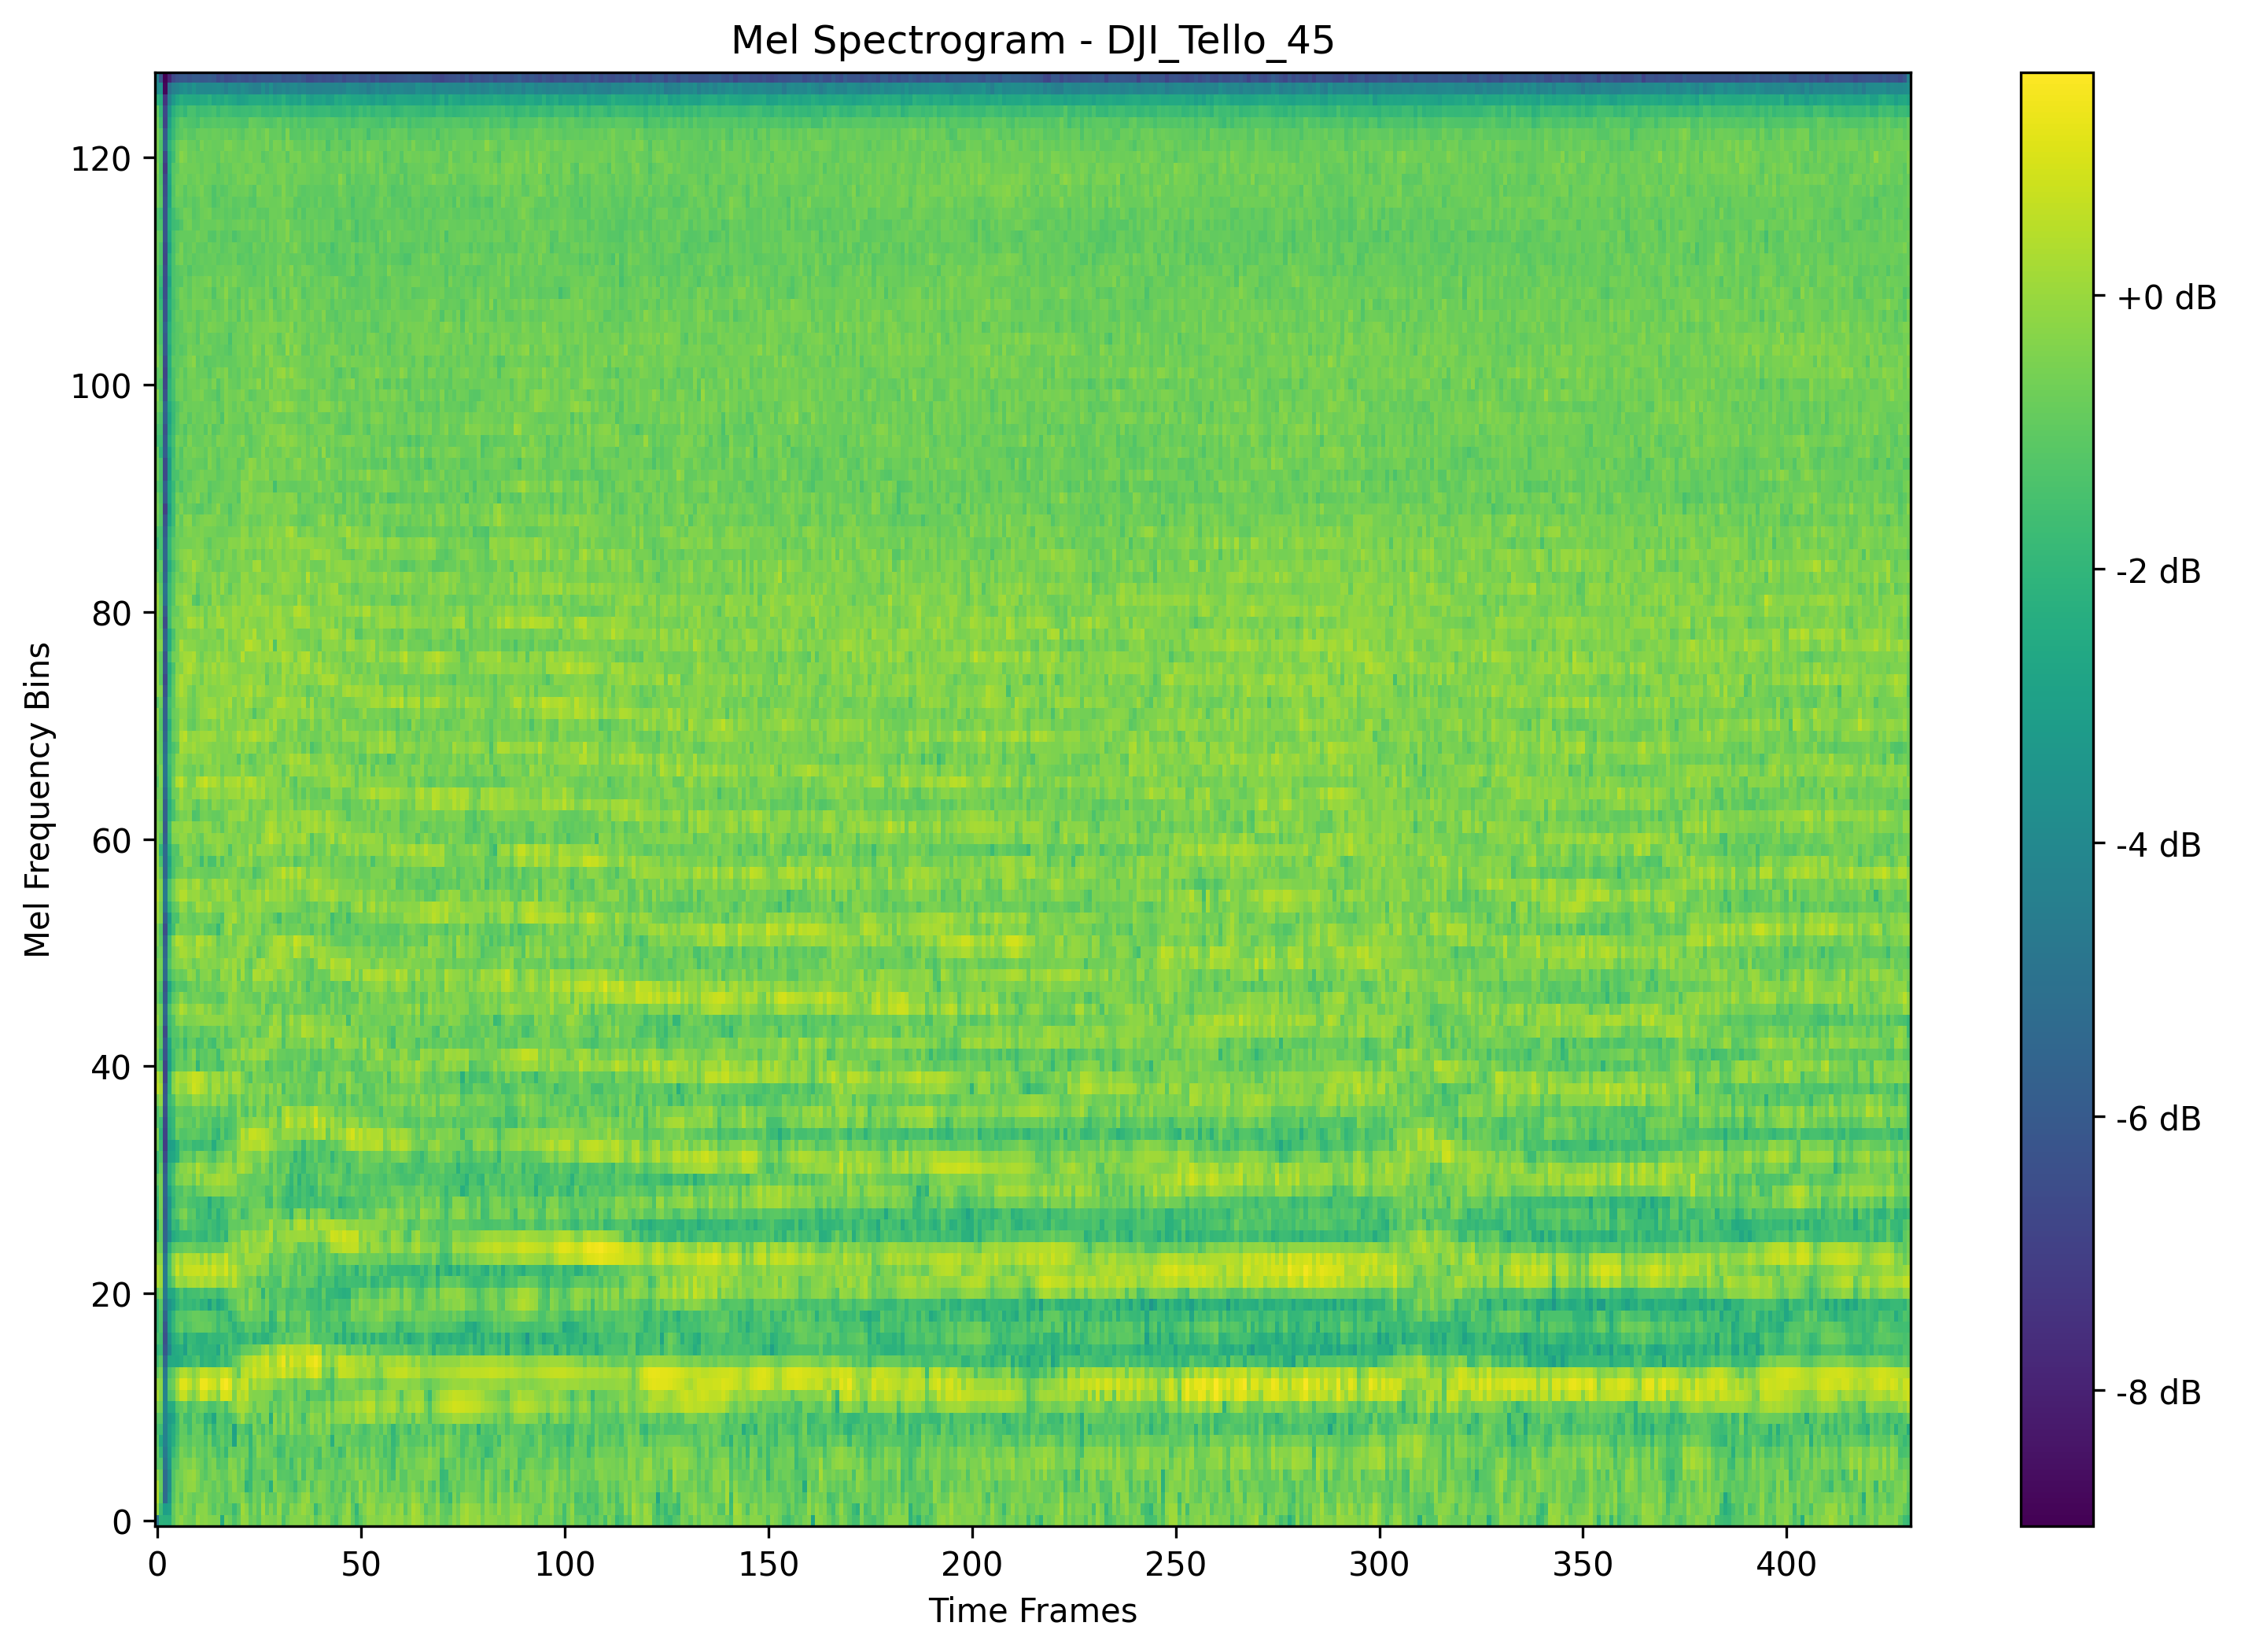 Mel Spectrogram - DJI_Tello_45
Mel Frequency Bins
120
100
80
60
40
20
0
0 50 100 150 200 250 300 350 400
Time Frames
+0 dB
-2 dB
-4 dB
-6 dB
-8 dB